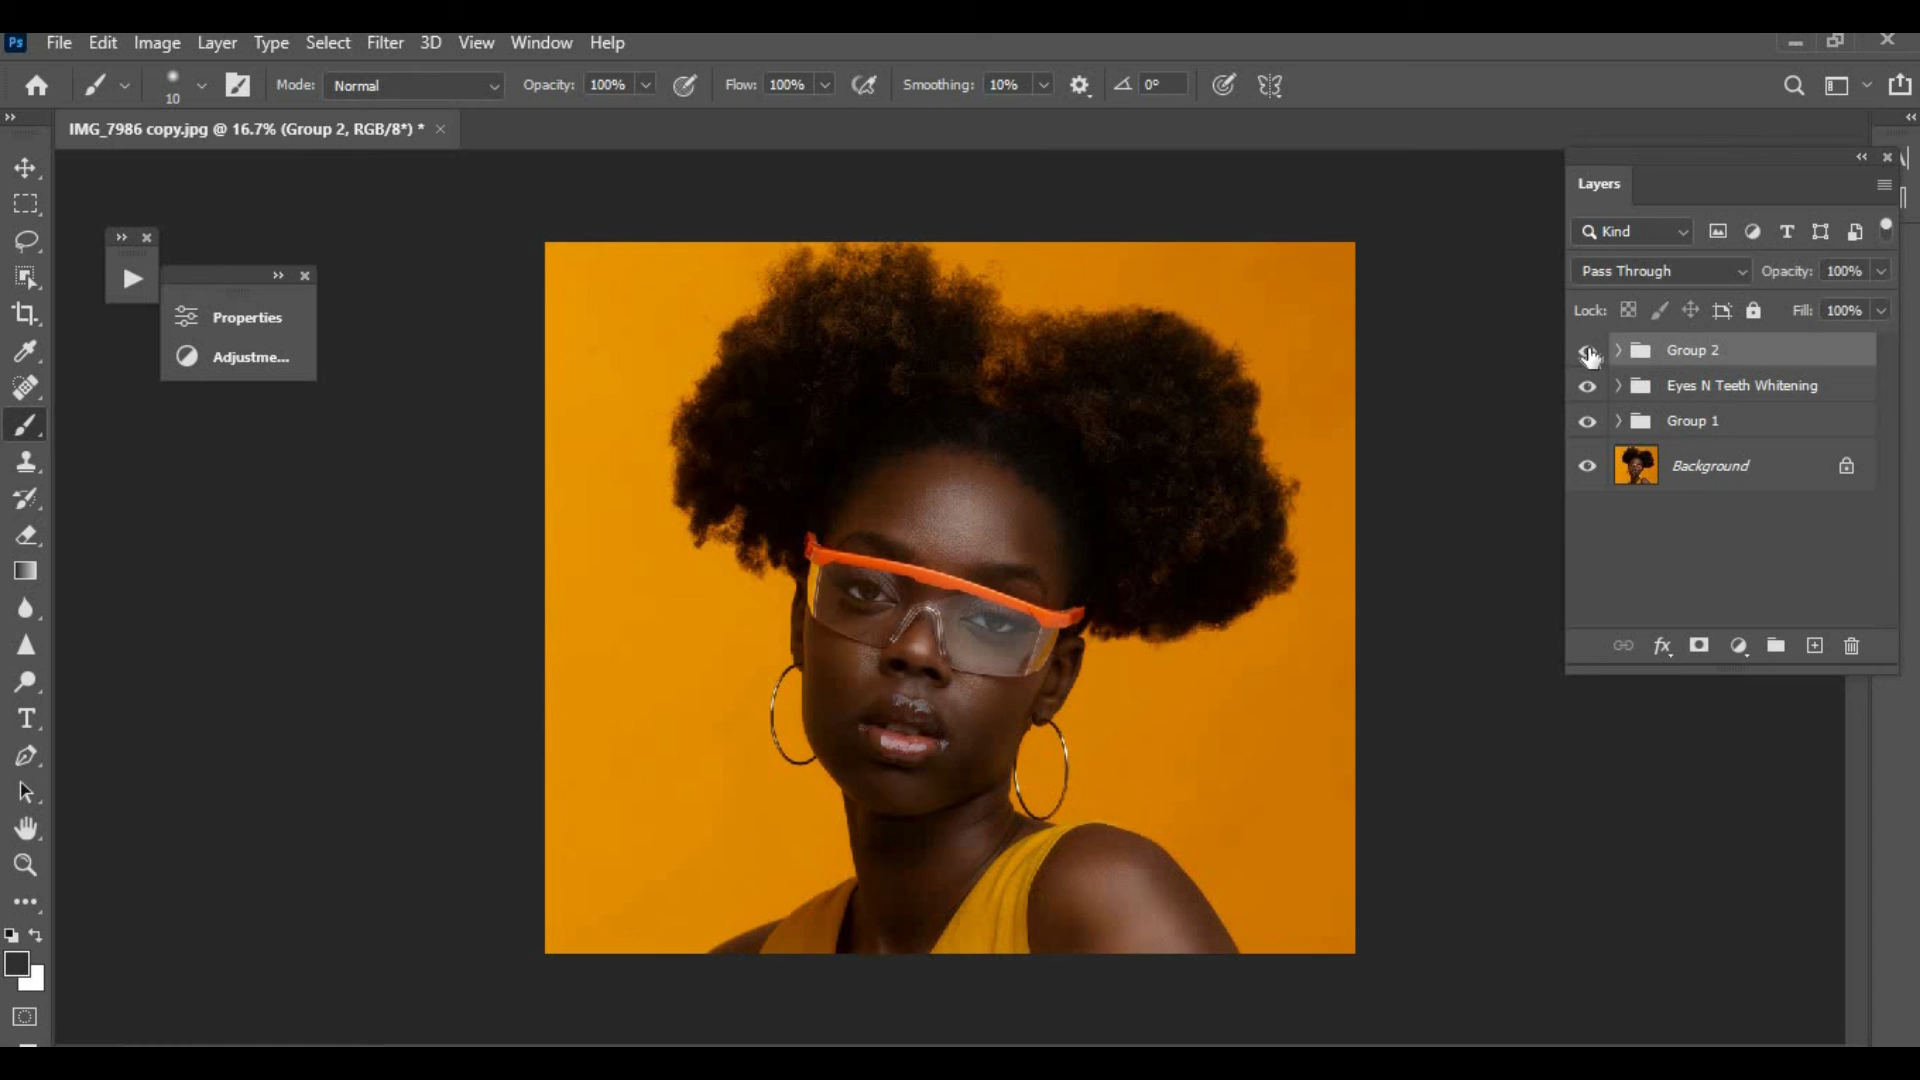 Ps File Edit Image Layer Type Select Filter 3D View Window Help
10 Mode: Normal Opacity: 100% Flow: 100% Smoothing: 10% 0°
IMG_7986 copy.jpg @ 16.7% (Group 2, RGB/8*) *
Layers
Kind
Pass Through Opacity: 100%
Lock: Fill: 100%
Properties
Adjustme...
Group 2
Eyes N Teeth Whitening
Group 1
Background